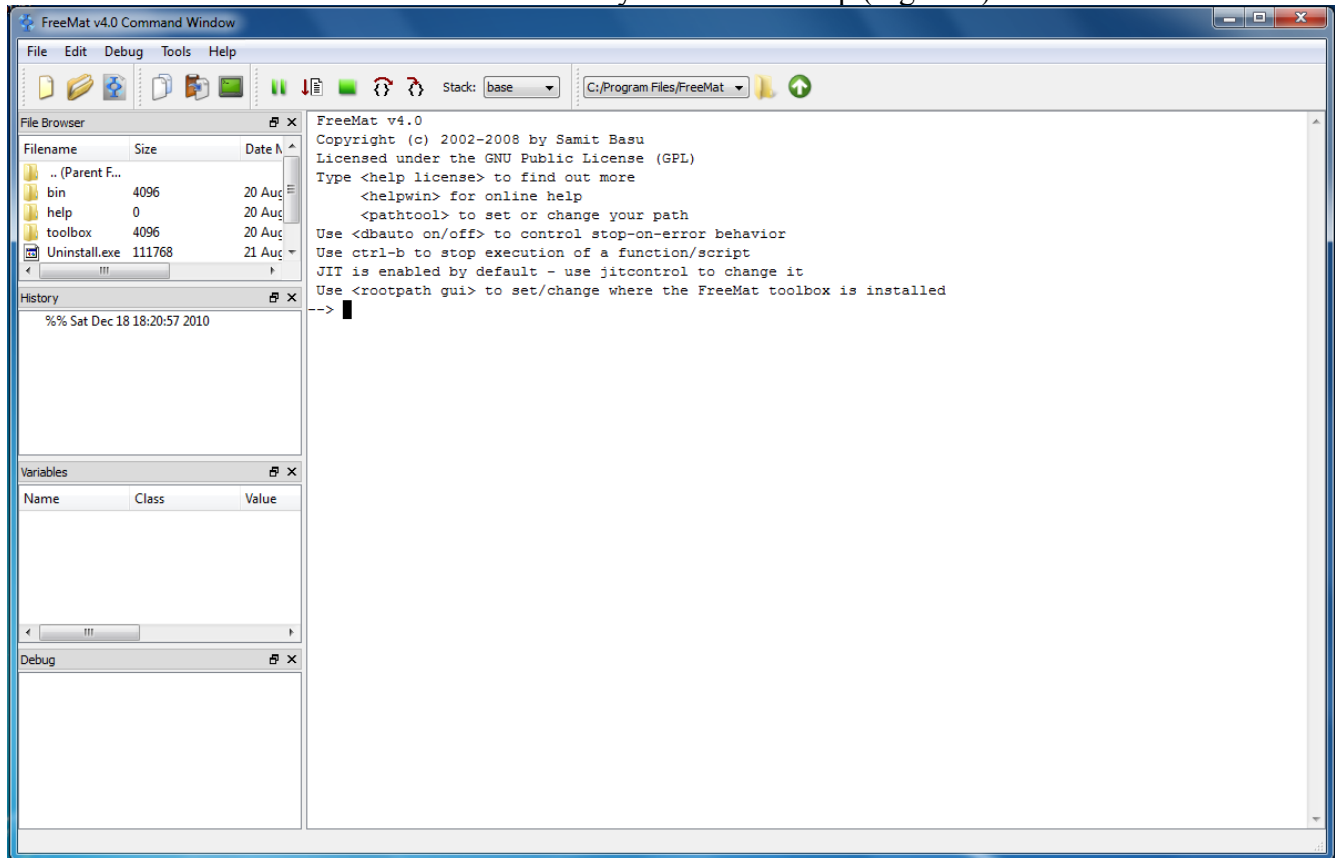 FreeMat v4.0 Command Window
File Edit Debug Tools Help
Stack: base C:/Program Files/FreeMat
File Browser
Filename Size Date
.. (Parent F...
bin 4096 20 Aug
help 0 20 Aug
toolbox 4096 20 Aug
Uninstall.exe 111768 21 Aug
History
%% Sat Dec 18 18:20:57 2010
Variables
Name Class Value
Debug
FreeMat v4.0
Copyright (c) 2002-2008 by Samit Basu
Licensed under the GNU Public License (GPL)
Type <help license> to find out more
<helpwin> for online help
<pathtool> to set or change your path
Use <dbauto on/off> to control stop-on-error behavior
Use ctrl-b to stop execution of a function/script
JIT is enabled by default - use jitcontrol to change it
Use <rootpath gui> to set/change where the FreeMat toolbox is installed
-->